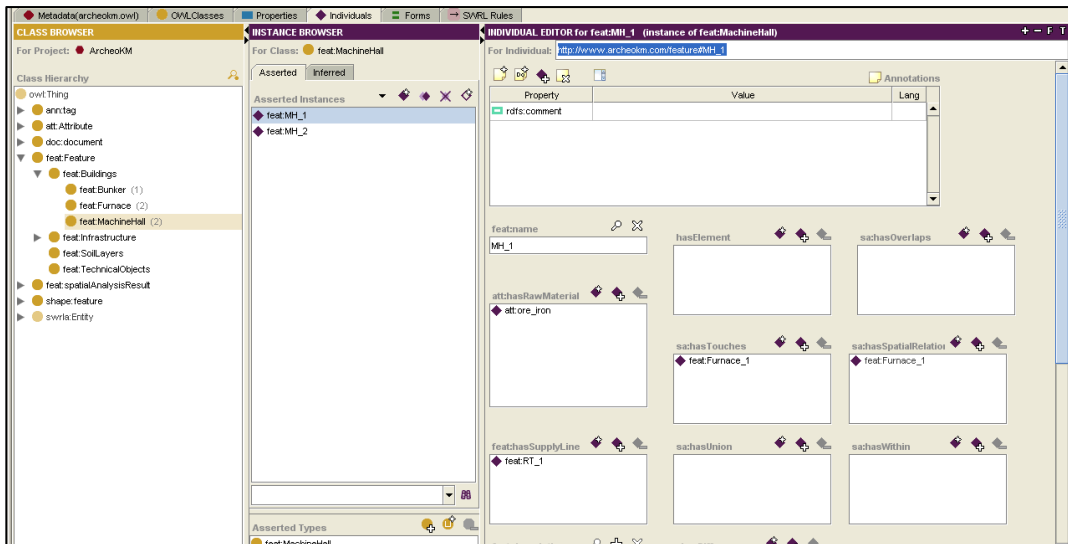 Metadata(archeokm.owl) OWLClasses Properties Individuals Forms SWRL Rules
CLASS BROWSER
For Project: ArcheoKM
Class Hierarchy
owl:Thing
ann:tag
att:Attribute
doc:document
feat:Feature
feat:Buildings
feat:Bunker (1)
feat:Furnace (2)
feat:MachineHall (2)
feat:Infrastructure
feat:SoilLayers
feat:TechnicalObjects
feat:spatialAnalysisResult
shape:feature
swrla:Entity
INSTANCE BROWSER
For Class: feat:MachineHall
Asserted Inferred
Asserted Instances
feat:MH_1
feat:MH_2
Asserted Types
feat:MachineHall
INDIVIDUAL EDITOR for feat:MH_1 (instance of feat:MachineHall) + − F T
For Individual: http://www.archeokm.com/feature#MH_1
Annotations
Property Value Lang
rdfs:comment
feat:name
MH_1
hasElement sa:hasOverlaps
att:hasRawMaterial
att:ore_iron
sa:hasTouches sa:hasSpatialRelation
feat:Furnace_1 feat:Furnace_1
feat:hasSupplyLine sa:hasUnion sa:hasWithin
feat:RT_1